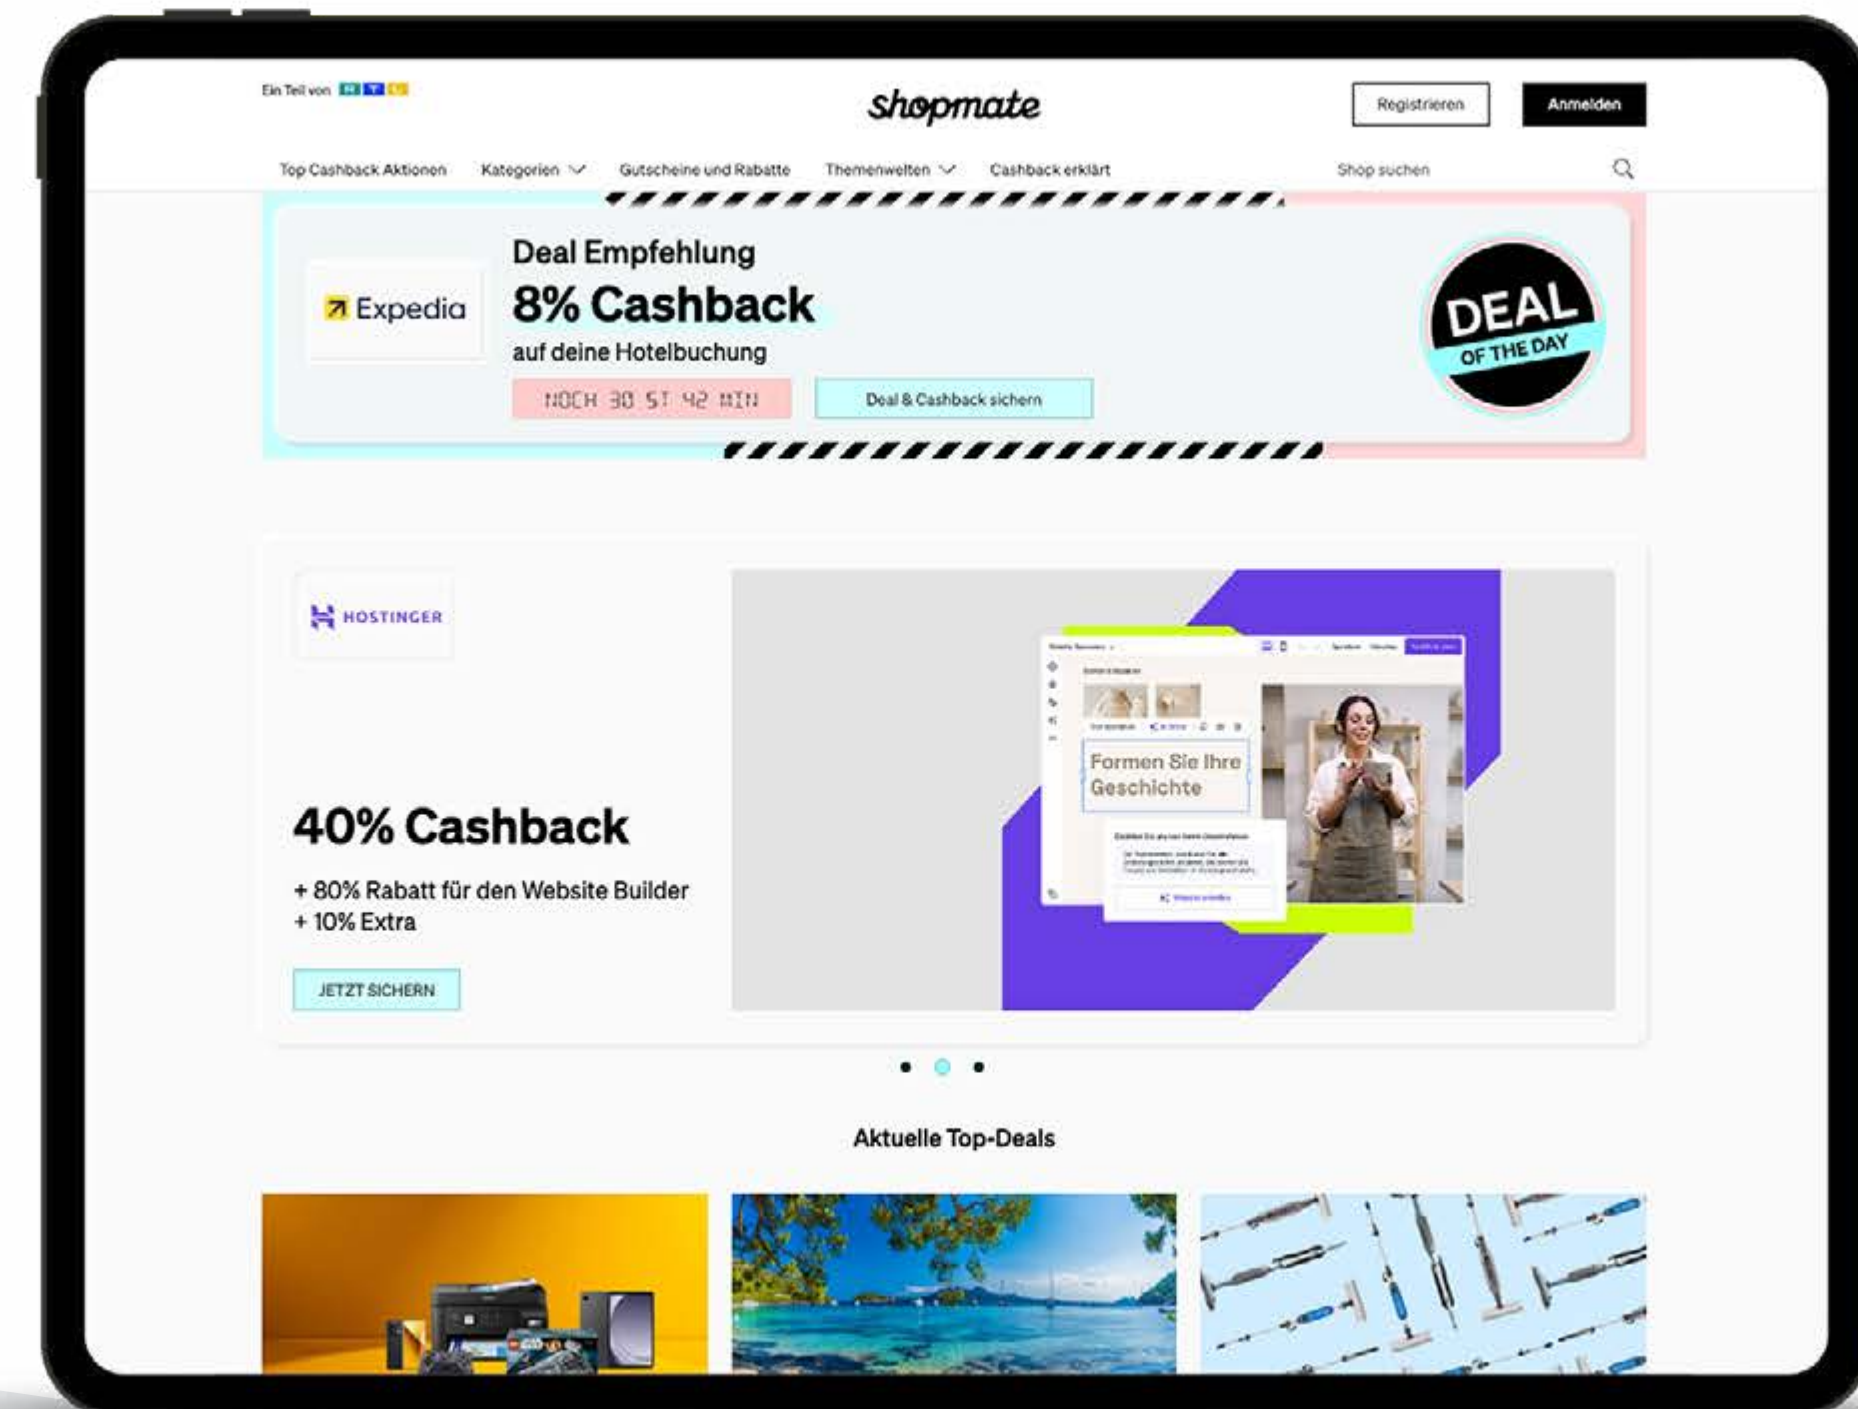 Ein Teil von RTL
shopmate
Registrieren
Anmelden
Top Cashback Aktionen
Kategorien
Gutscheine und Rabatte
Themenwelten
Cashback erklärt
Shop suchen
Expedia
Deal Empfehlung
8% Cashback
auf deine Hotelbuchung
NOCH 30 ST 42 MIN
Deal & Cashback sichern
DEAL
OF THE DAY
HOSTINGER
40% Cashback
+ 80% Rabatt für den Website Builder
+ 10% Extra
JETZT SICHERN
Formen Sie Ihre
Geschichte
Aktuelle Top-Deals